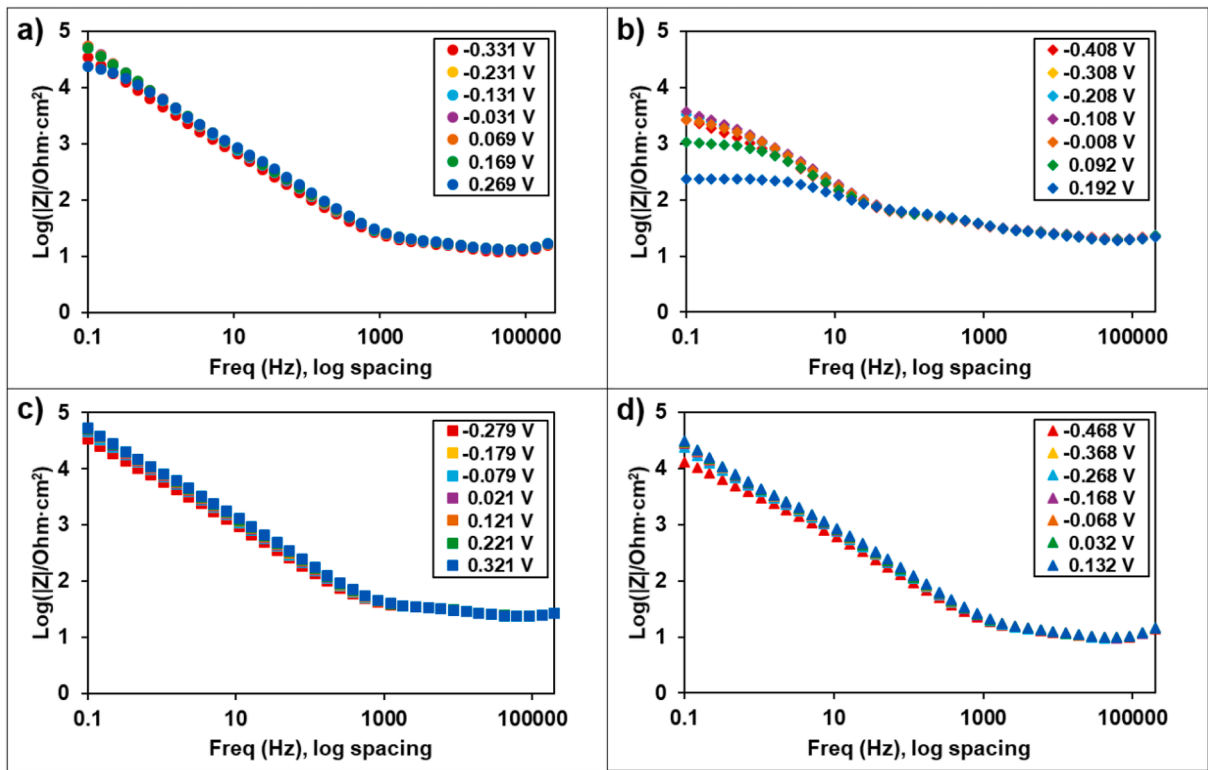 a)
Log(|Z|/Ohm·cm²)
5
4
3
2
1
0
-0.331 V
-0.231 V
-0.131 V
-0.031 V
0.069 V
0.169 V
0.269 V
0.1
10
1000
100000
Freq (Hz), log spacing
b)
Log(|Z|/Ohm·cm²)
5
4
3
2
1
0
-0.408 V
-0.308 V
-0.208 V
-0.108 V
-0.008 V
0.092 V
0.192 V
0.1
10
1000
100000
Freq (Hz), log spacing
c)
Log(|Z|/Ohm·cm²)
5
4
3
2
1
0
-0.279 V
-0.179 V
-0.079 V
0.021 V
0.121 V
0.221 V
0.321 V
0.1
10
1000
100000
Freq (Hz), log spacing
d)
Log(|Z|/Ohm·cm²)
5
4
3
2
1
0
-0.468 V
-0.368 V
-0.268 V
-0.168 V
-0.068 V
0.032 V
0.132 V
0.1
10
1000
100000
Freq (Hz), log spacing